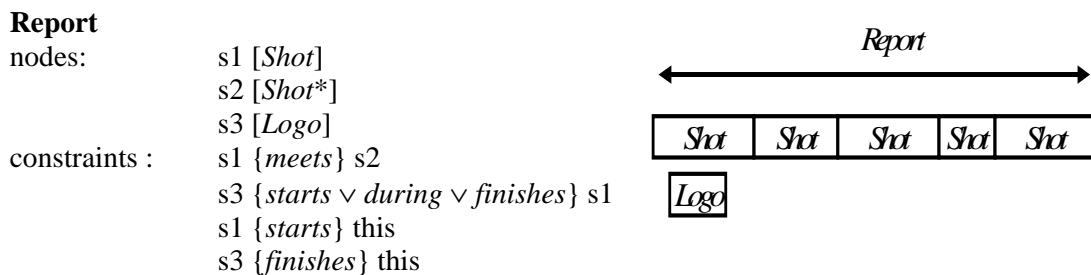 Report
nodes: s1 [Shot]
s2 [Shot*]
s3 [Logo]
constraints : s1 {meets} s2
s3 {starts ∨ during ∨ finishes} s1
s1 {starts} this
s3 {finishes} this
Report
Shot Shot Shot Shot Shot
Logo